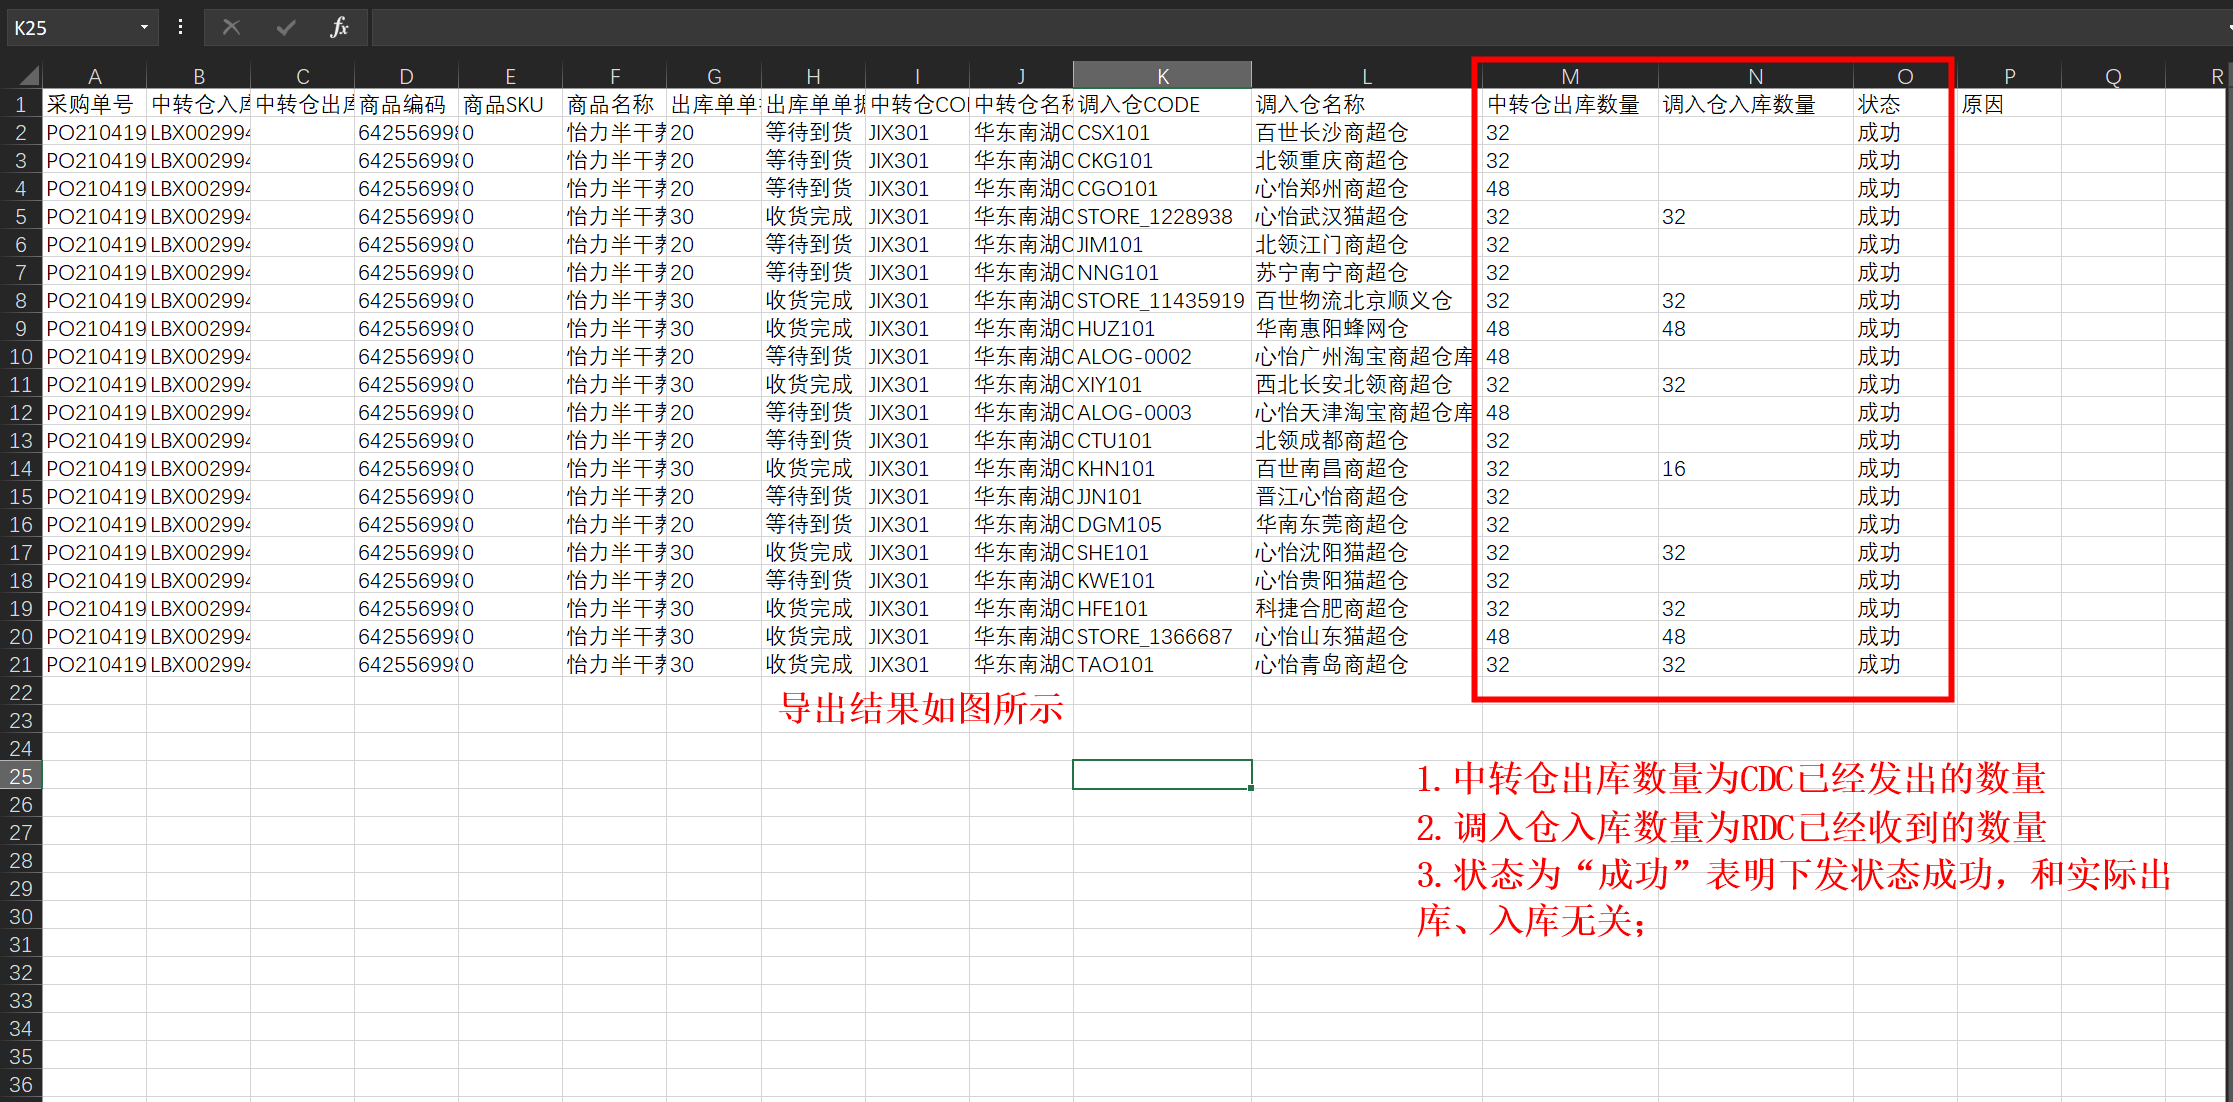 K25
fx
A B C D E F G H I J K L M N O P Q R
1 采购单号 中转仓入库 中转仓出库 商品编码 商品SKU 商品名称 出库单单 出库单单据 中转仓CO 中转仓名称 调入仓CODE 调入仓名称 中转仓出库数量 调入仓入库数量 状态 原因
2 PO210419 LBX00299 64255699 0 怡力半干 20 等待到货 JIX301 华东南湖C CSX101 百世长沙商超仓 32 成功
3 PO210419 LBX00299 64255699 0 怡力半干 20 等待到货 JIX301 华东南湖C CKG101 北领重庆商超仓 32 成功
4 PO210419 LBX00299 64255699 0 怡力半干 20 等待到货 JIX301 华东南湖C CGO101 心怡郑州商超仓 48 成功
5 PO210419 LBX00299 64255699 0 怡力半干 30 收货完成 JIX301 华东南湖C STORE_1228938 心怡武汉猫超仓 32 32 成功
6 PO210419 LBX00299 64255699 0 怡力半干 20 等待到货 JIX301 华东南湖C JIM101 北领江门商超仓 32 成功
7 PO210419 LBX00299 64255699 0 怡力半干 20 等待到货 JIX301 华东南湖C NNG101 苏宁南宁商超仓 32 成功
8 PO210419 LBX00299 64255699 0 怡力半干 30 收货完成 JIX301 华东南湖C STORE_11435919 百世物流北京顺义仓 32 32 成功
9 PO210419 LBX00299 64255699 0 怡力半干 30 收货完成 JIX301 华东南湖C HUZ101 华南惠阳蜂网仓 48 48 成功
10 PO210419 LBX00299 64255699 0 怡力半干 20 等待到货 JIX301 华东南湖C ALOG-0002 心怡广州淘宝商超仓库 48 成功
11 PO210419 LBX00299 64255699 0 怡力半干 30 收货完成 JIX301 华东南湖C XIY101 西北长安北领商超仓 32 32 成功
12 PO210419 LBX00299 64255699 0 怡力半干 20 等待到货 JIX301 华东南湖C ALOG-0003 心怡天津淘宝商超仓库 48 成功
13 PO210419 LBX00299 64255699 0 怡力半干 20 等待到货 JIX301 华东南湖C CTU101 北领成都商超仓 32 成功
14 PO210419 LBX00299 64255699 0 怡力半干 30 收货完成 JIX301 华东南湖C KHN101 百世南昌商超仓 32 16 成功
15 PO210419 LBX00299 64255699 0 怡力半干 20 等待到货 JIX301 华东南湖C JJN101 晋江心怡商超仓 32 成功
16 PO210419 LBX00299 64255699 0 怡力半干 20 等待到货 JIX301 华东南湖C DGM105 华南东莞商超仓 32 成功
17 PO210419 LBX00299 64255699 0 怡力半干 30 收货完成 JIX301 华东南湖C SHE101 心怡沈阳猫超仓 32 32 成功
18 PO210419 LBX00299 64255699 0 怡力半干 20 等待到货 JIX301 华东南湖C KWE101 心怡贵阳猫超仓 32 成功
19 PO210419 LBX00299 64255699 0 怡力半干 30 收货完成 JIX301 华东南湖C HFE101 科捷合肥商超仓 32 32 成功
20 PO210419 LBX00299 64255699 0 怡力半干 30 收货完成 JIX301 华东南湖C STORE_1366687 心怡山东猫超仓 48 48 成功
21 PO210419 LBX00299 64255699 0 怡力半干 30 收货完成 JIX301 华东南湖C TAO101 心怡青岛商超仓 32 32 成功
22
导出结果如图所示
23
24
25
1.中转仓出库数量为CDC已经发出的数量
26
27
2.调入仓入库数量为RDC已经收到的数量
28
29
3.状态为“成功”表明下发状态成功，和实际出
30
库、入库无关；
31
32
33
34
35
36